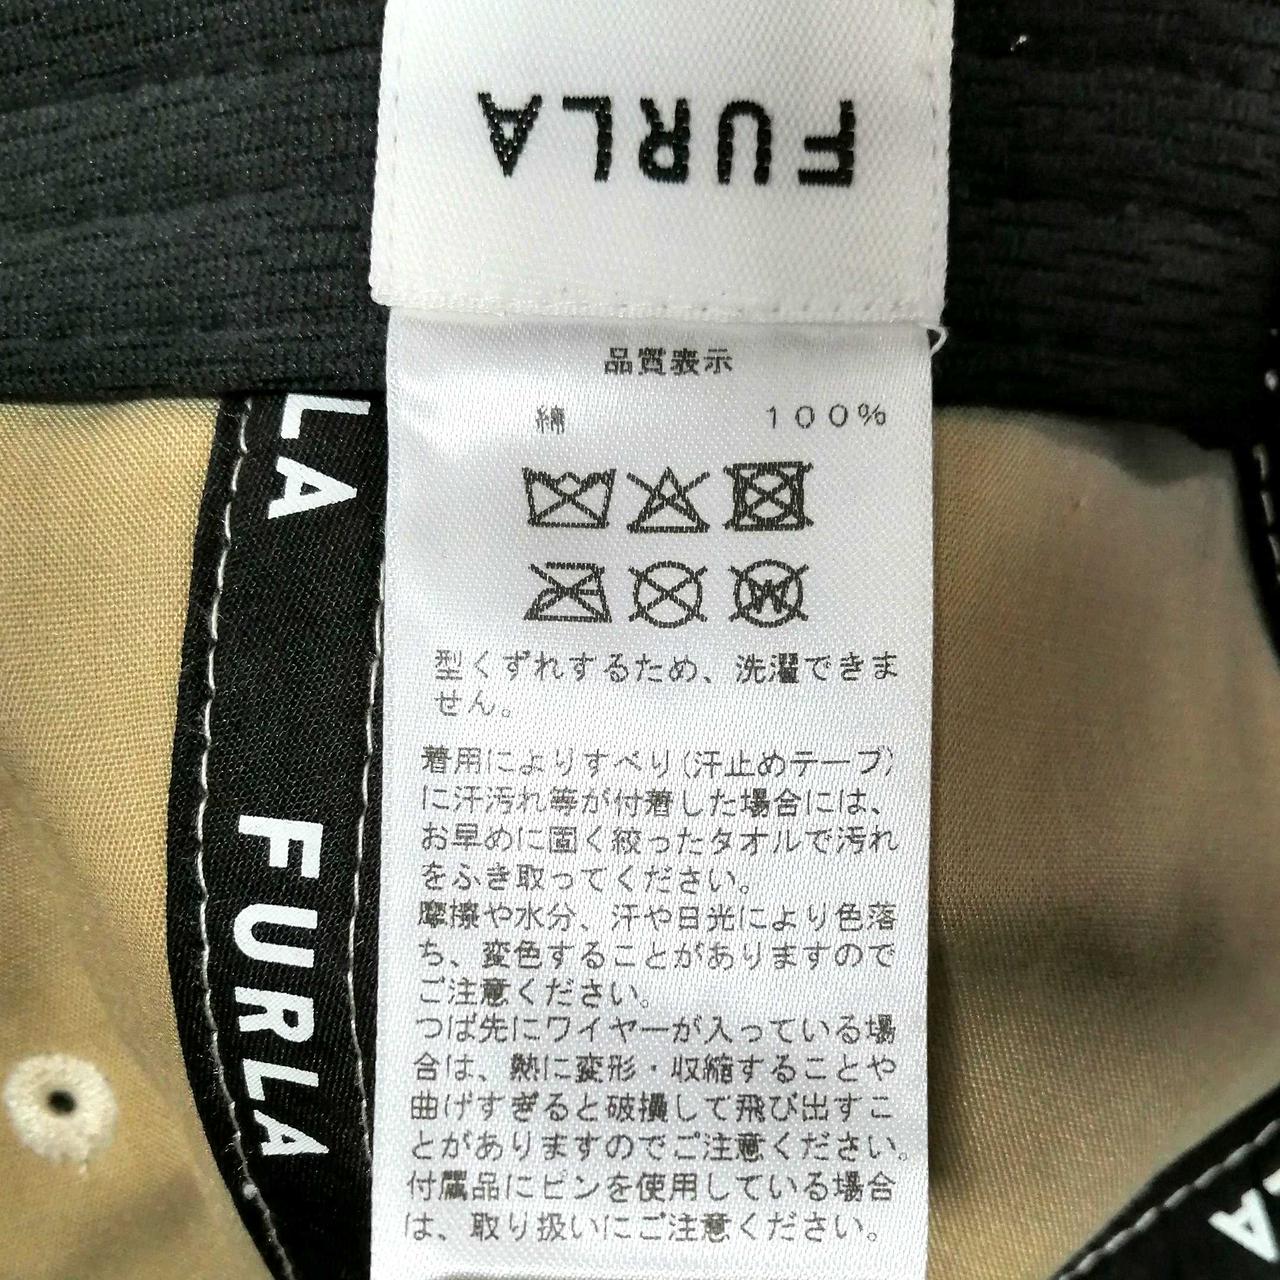 FURLA
品質表示
綿 100%
W
型くずれするため、洗濯できま
せん。
着用によりすべり(汗止めテープ)
に汗汚れ等が付着した場合には、
お早めに固く絞ったタオルで汚れ
をふき取ってください。
摩擦や水分、汗や日光により色落
ち、変色することがありますので
ご注意ください。
つば先にワイヤーが入っている場
合は、熱に変形・収縮することや
曲げすぎると破損して飛び出すこ
とがありますのでご注意ください。
付属品にピンを使用している場合
は、取り扱いにご注意ください。
LA
FURLA
A